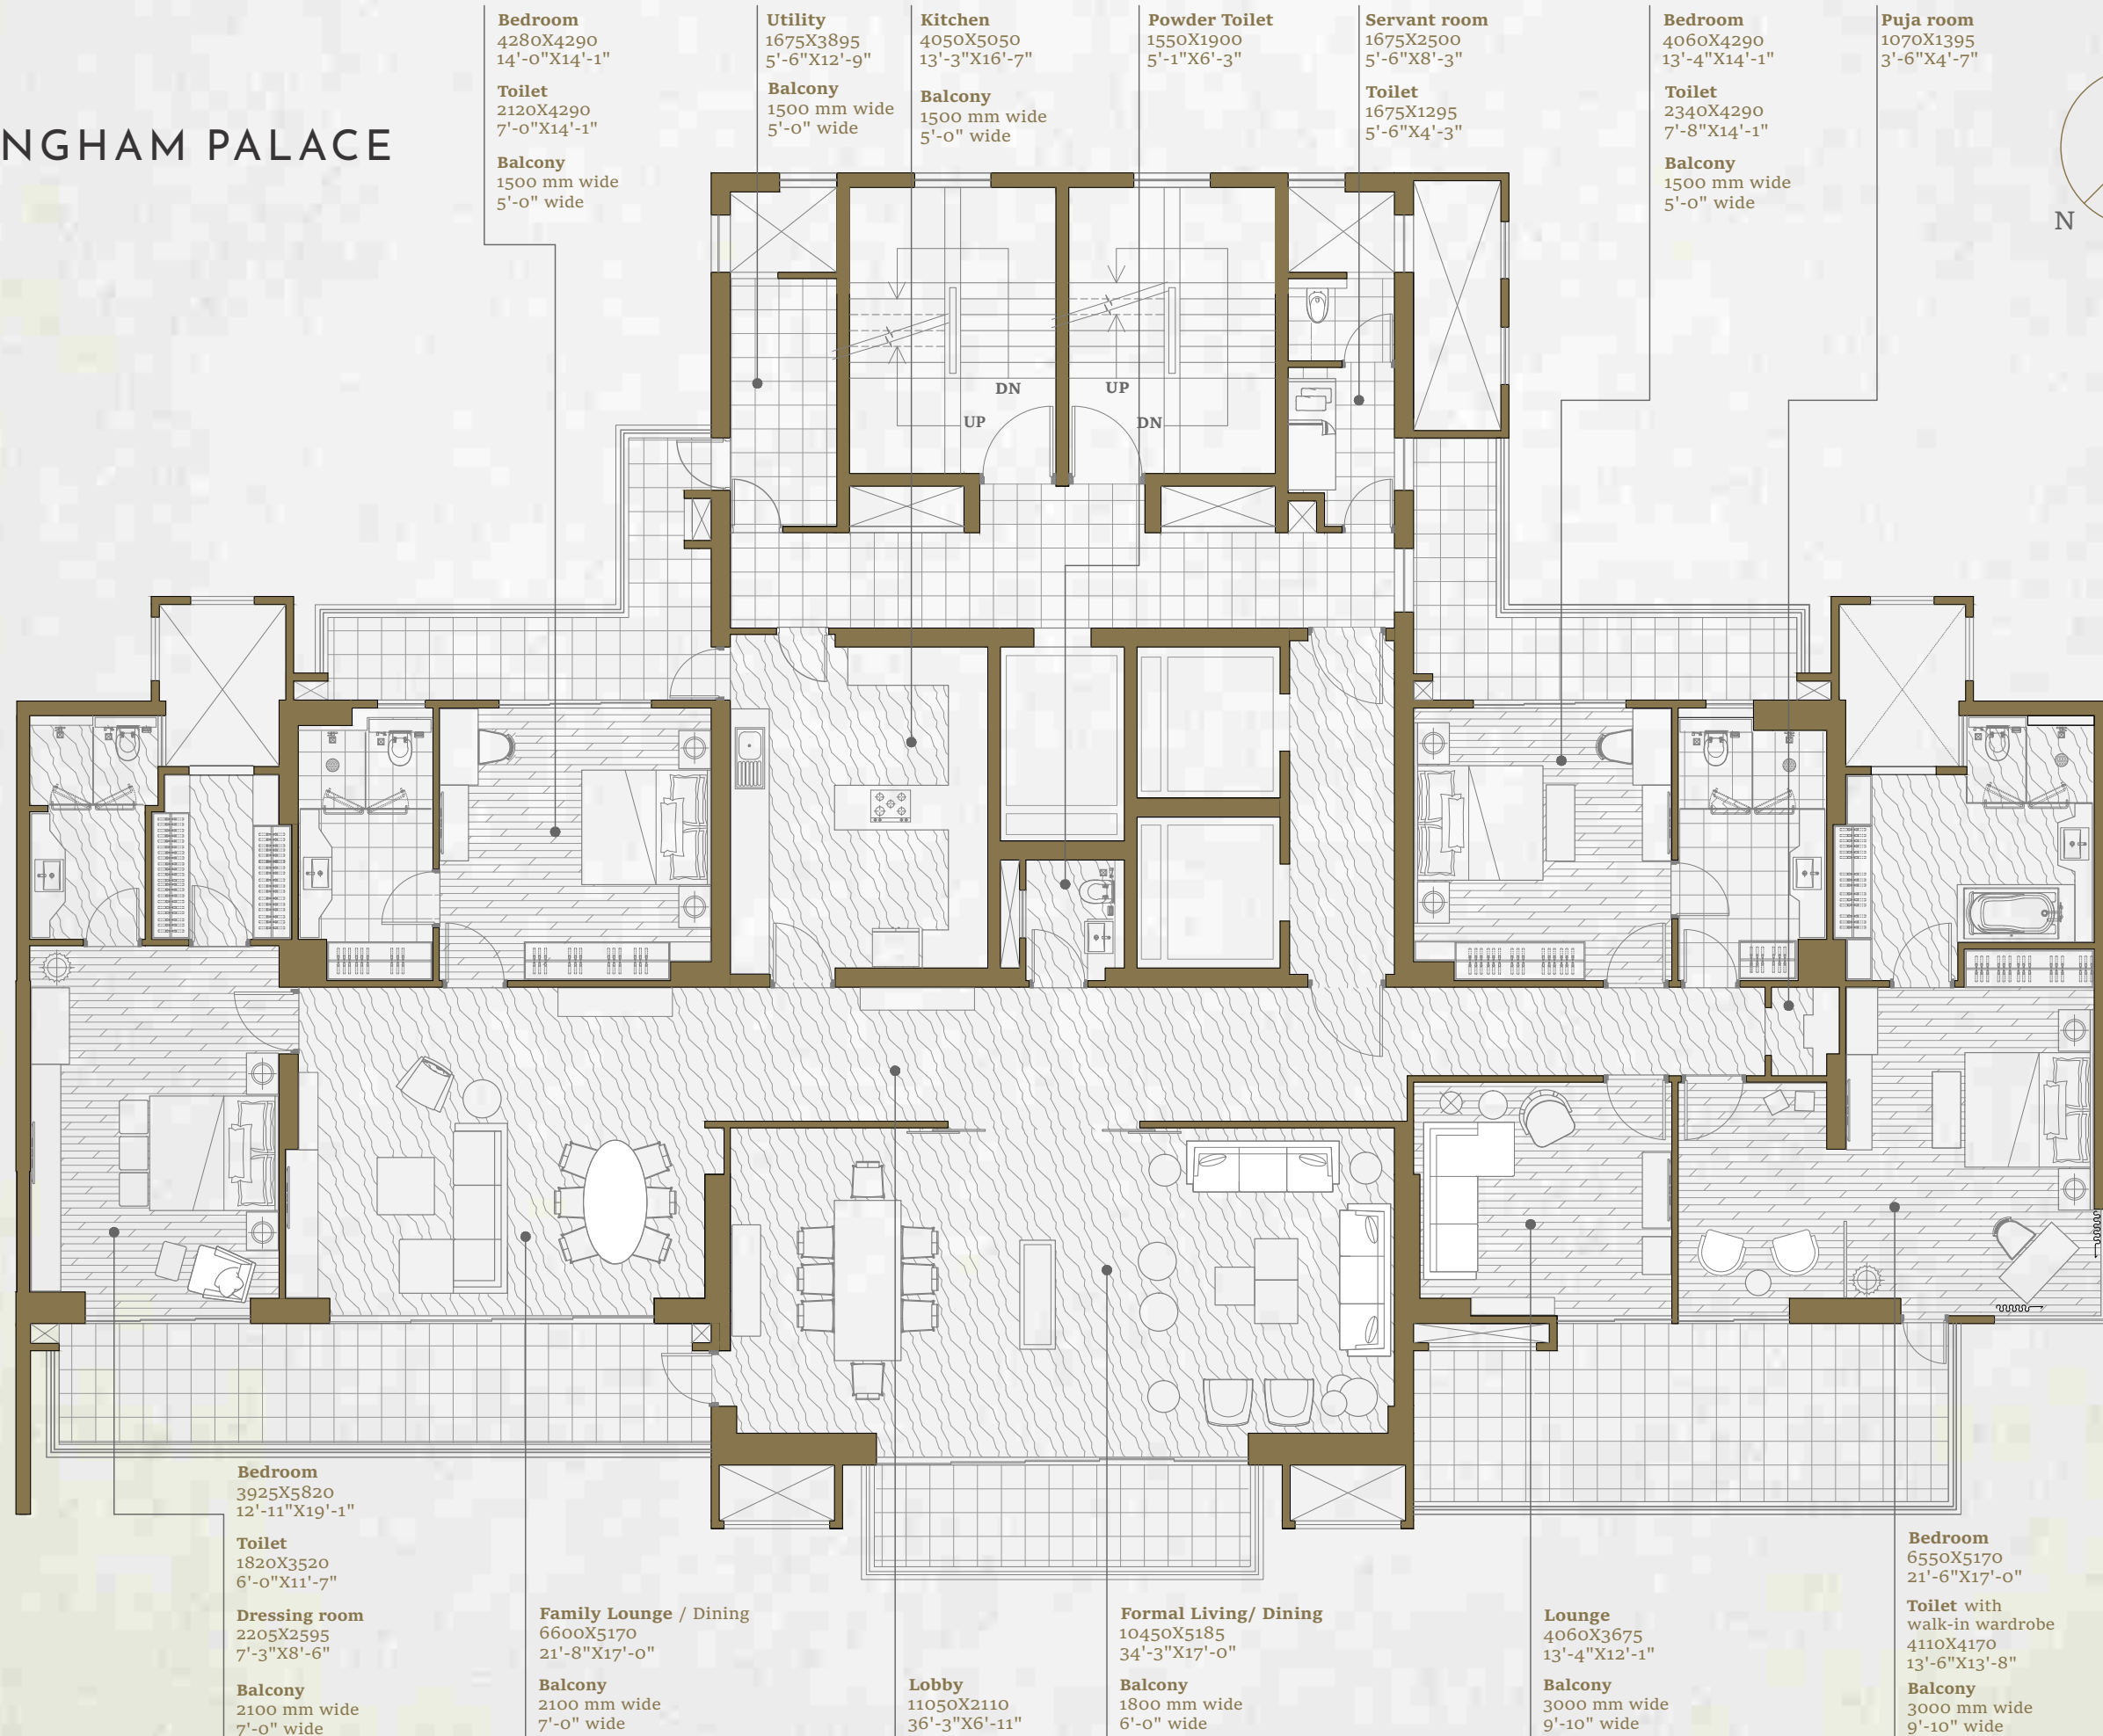 Bedroom
4280X4290
14'-0"X14'-1"
Toilet
2120X4290
7'-0"X14'-1"
Balcony
1500 mm wide
5'-0" wide
Utility
1675X3895
5'-6"X12'-9"
Balcony
1500 mm wide
5'-0" wide
Kitchen
4050X5050
13'-3"X16'-7"
Balcony
1500 mm wide
5'-0" wide
Powder Toilet
1550X1900
5'-1"X6'-3"
Servant room
1675X2500
5'-6"X8'-3"
Toilet
1675X1295
5'-6"X4'-3"
Bedroom
4060X4290
13'-4"X14'-1"
Toilet
2340X4290
7'-8"X14'-1"
Balcony
1500 mm wide
5'-0" wide
Puja room
1070X1395
3'-6"X4'-7"
NGHAM PALACE
N
DN
UP
UP
DN
Bedroom
3925X5820
12'-11"X19'-1"
Toilet
1820X3520
6'-0"X11'-7"
Dressing room
2205X2595
7'-3"X8'-6"
Balcony
2100 mm wide
7'-0" wide
Family Lounge / Dining
6600X5170
21'-8"X17'-0"
Balcony
2100 mm wide
7'-0" wide
Lobby
11050X2110
36'-3"X6'-11"
Formal Living/ Dining
10450X5185
34'-3"X17'-0"
Balcony
1800 mm wide
6'-0" wide
Lounge
4060X3675
13'-4"X12'-1"
Balcony
3000 mm wide
9'-10" wide
Bedroom
6550X5170
21'-6"X17'-0"
Toilet with
walk-in wardrobe
4110X4170
13'-6"X13'-8"
Balcony
3000 mm wide
9'-10" wide